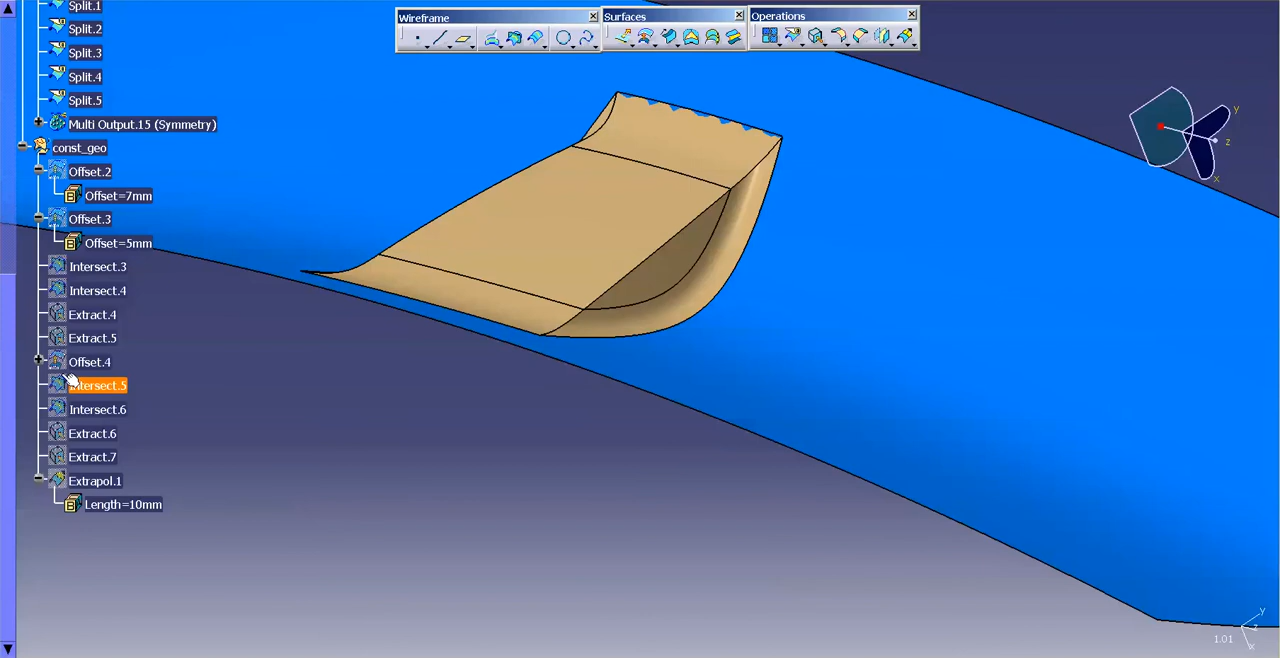 Wireframe
Surfaces
Operations
Split.1
Split.2
Split.3
Split.4
Split.5
Multi Output.15 (Symmetry)
const_geo
Offset.2
Offset=7mm
Offset.3
Offset=5mm
Intersect.3
Intersect.4
Extract.4
Extract.5
Offset.4
Intersect.5
Intersect.6
Extract.6
Extract.7
Extrapol.1
Length=10mm
y
z
x
y
z
x
1.01